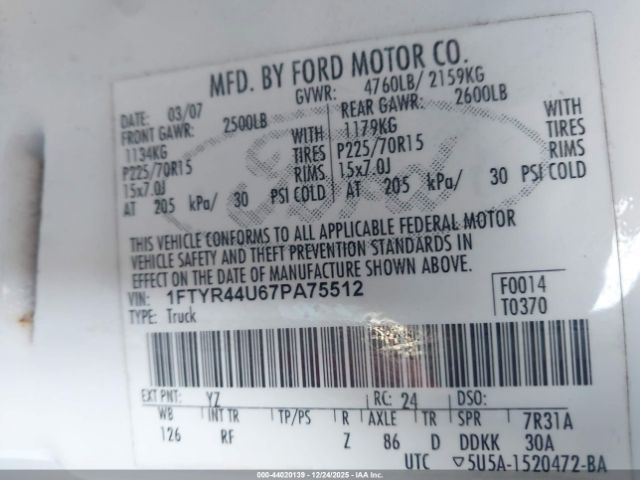 MFD. BY FORD MOTOR CO.
DATE: 03/07 GVWR: 4760LB/ 2159KG
FRONT GAWR: 2500LB REAR GAWR: 2600LB
1134KG WITH 1179KG WITH
P225/70R15 TIRES P225/70R15 TIRES
15x7.0J RIMS 15x7.0J RIMS
AT 205 kPa/ 30 PSI COLD AT 205 kPa/ 30 PSI COLD
Ford
THIS VEHICLE CONFORMS TO ALL APPLICABLE FEDERAL MOTOR
VEHICLE SAFETY AND THEFT PREVENTION STANDARDS IN
EFFECT ON THE DATE OF MANUFACTURE SHOWN ABOVE.
VIN: 1FTYR44U67PA75512 F0014
TYPE: Truck T0370
EXT PNT: YZ RC: 24 DSO:
WB INT TR TP/PS R AXLE TR SPR 7R31A
126 RF Z 86 D DDKK 30A
UTC ▽5U5A-1520472-BA
000-44020139 - 12/24/2025 - IAAI.COM